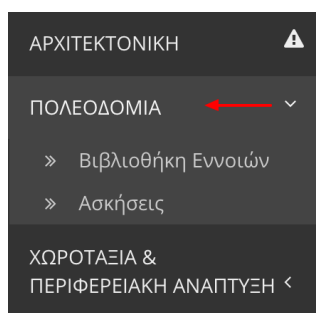 ΑΡΧΙΤΕΚΤΟΝΙΚΗ
ΠΟΛΕΟΔΟΜΙΑ
» Βιβλιοθήκη Εννοιών
» Ασκήσεις
ΧΩΡΟΤΑΞΙΑ &
ΠΕΡΙΦΕΡΕΙΑΚΗ ΑΝΑΠΤΥΞΗ